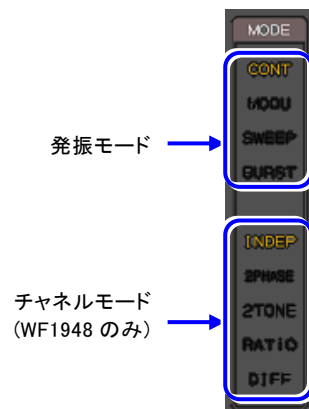 MODE
CONT
MODU
SWEEP
BURST
発振モード
INDEP
2PHASE
2TONE
RATIO
DIFF
チャネルモード
(WF1948 のみ)